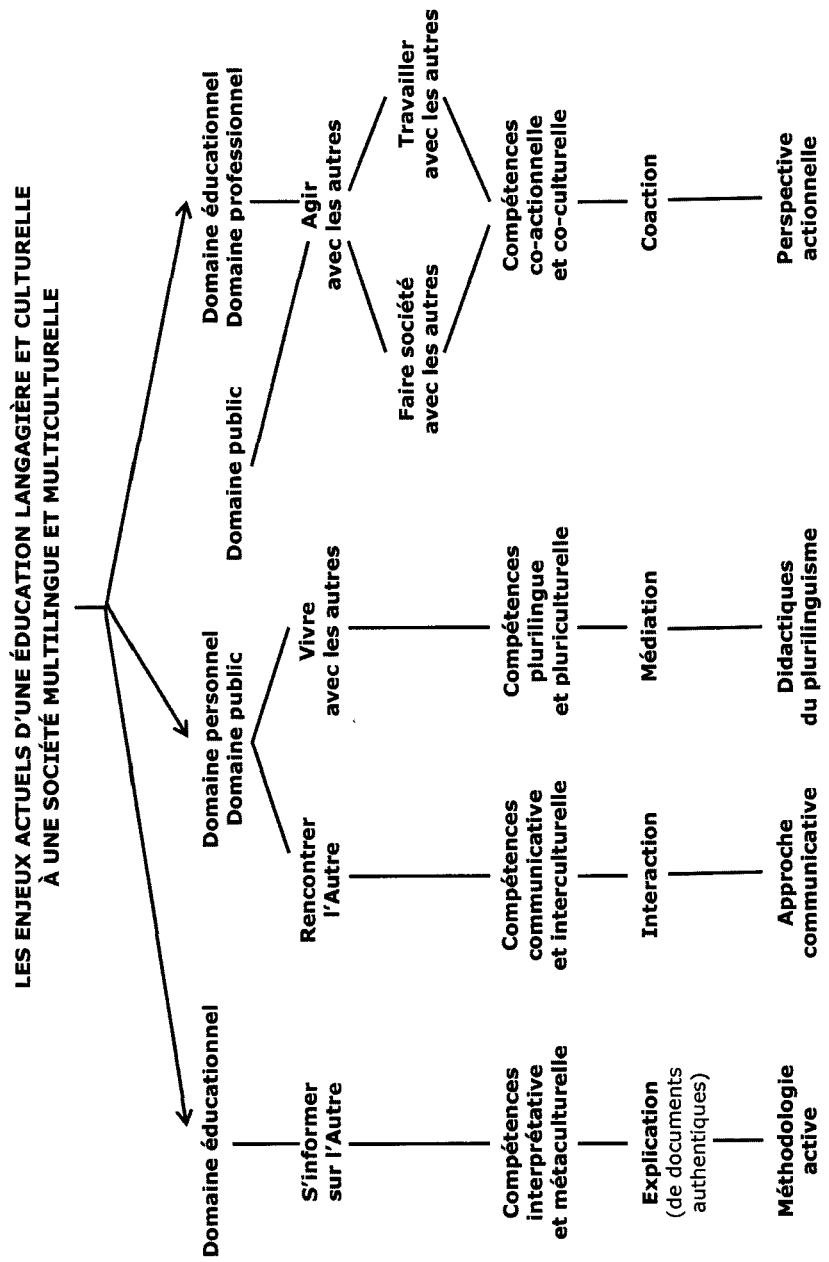 LES ENJEUX ACTUELS D'UNE ÉDUCATION LANGAGIÈRE ET CULTURELLE
À UNE SOCIÉTÉ MULTILINGUE ET MULTICULTURELLE
Domaine éducationnel
S'informer
sur l'Autre
Compétences
interprétative
et métaculturelle
Explication
(de documents
authentiques)
Méthodologie
active
Domaine personnel
Domaine public
Rencontrer
l'Autre
Compétences
communicative
et interculturelle
Interaction
Approche
communicative
Vivre
avec les autres
Compétences
plurilingue
et pluriculturelle
Médiation
Didactiques
du plurilinguisme
Domaine public
Domaine éducationnel
Domaine professionnel
Agir
avec les autres
Faire société
avec les autres
Travailler
avec les autres
Compétences
co-actionnelle
et co-culturelle
Coaction
Perspective
actionnelle